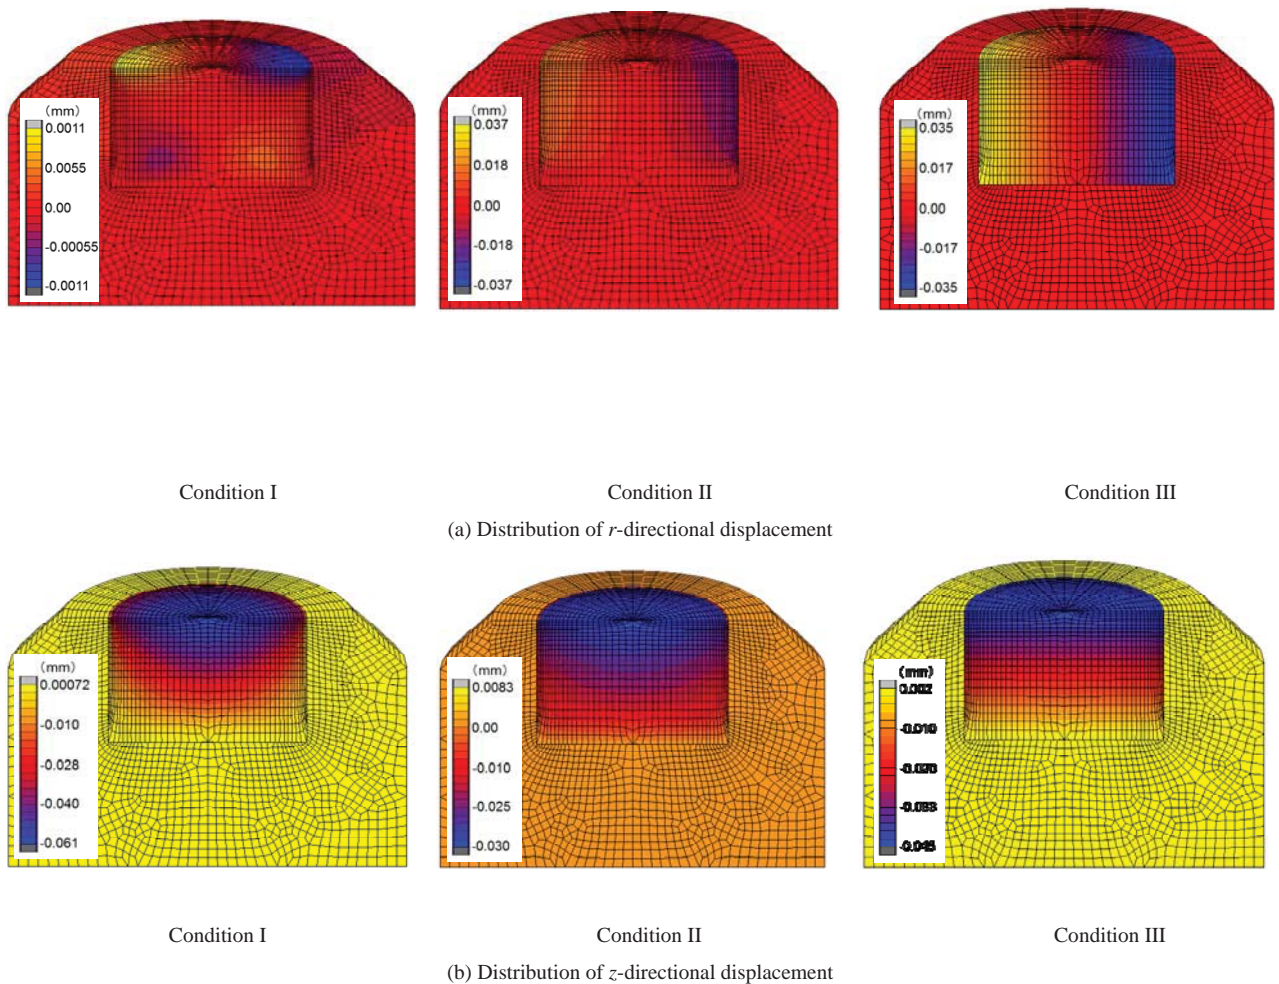 (mm)
0.0011
0.0055
0.00
-0.00055
-0.0011
(mm)
0.037
0.018
0.00
-0.018
-0.037
(mm)
0.035
0.017
0.00
-0.017
-0.035
Condition I
Condition II
Condition III
(a) Distribution of r-directional displacement
(mm)
0.00072
-0.010
-0.028
-0.040
-0.061
(mm)
0.0083
0.00
-0.010
-0.025
-0.030
(mm)
Condition I
Condition II
Condition III
(b) Distribution of z-directional displacement